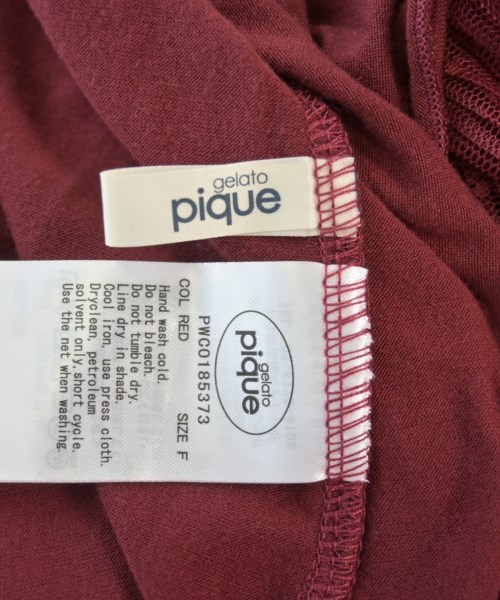 gelato
pique
gelato
pique
PWCO185373
COL RED SIZE F
Hand wash cold.
Do not bleach.
Do not tumble dry.
Line dry in shade.
Cool iron, use press cloth.
Dryclean, petroleum
solvent only, short cycle.
Use the net when washing.